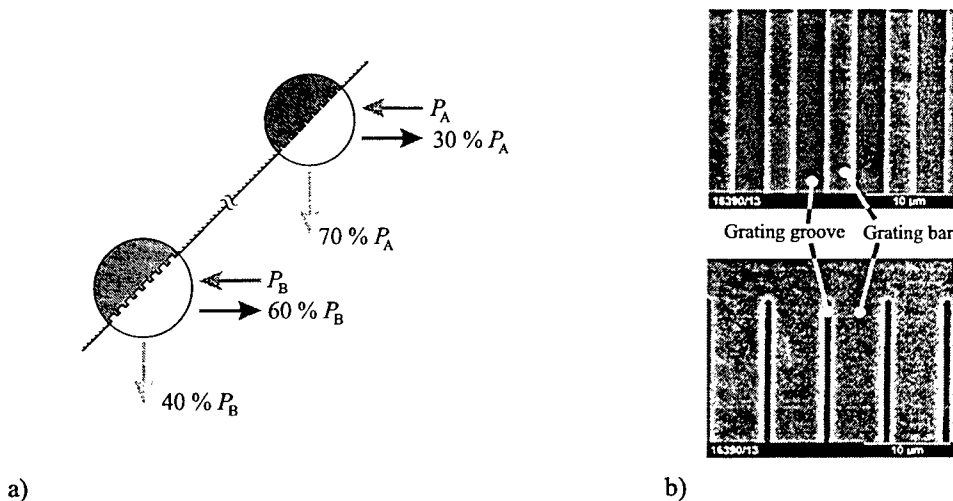 P_A
30 % P_A
70 % P_A
P_B
60 % P_B
40 % P_B
a)
16390/13 10 µm
Grating groove Grating bar
16390/13 10 µm
b)